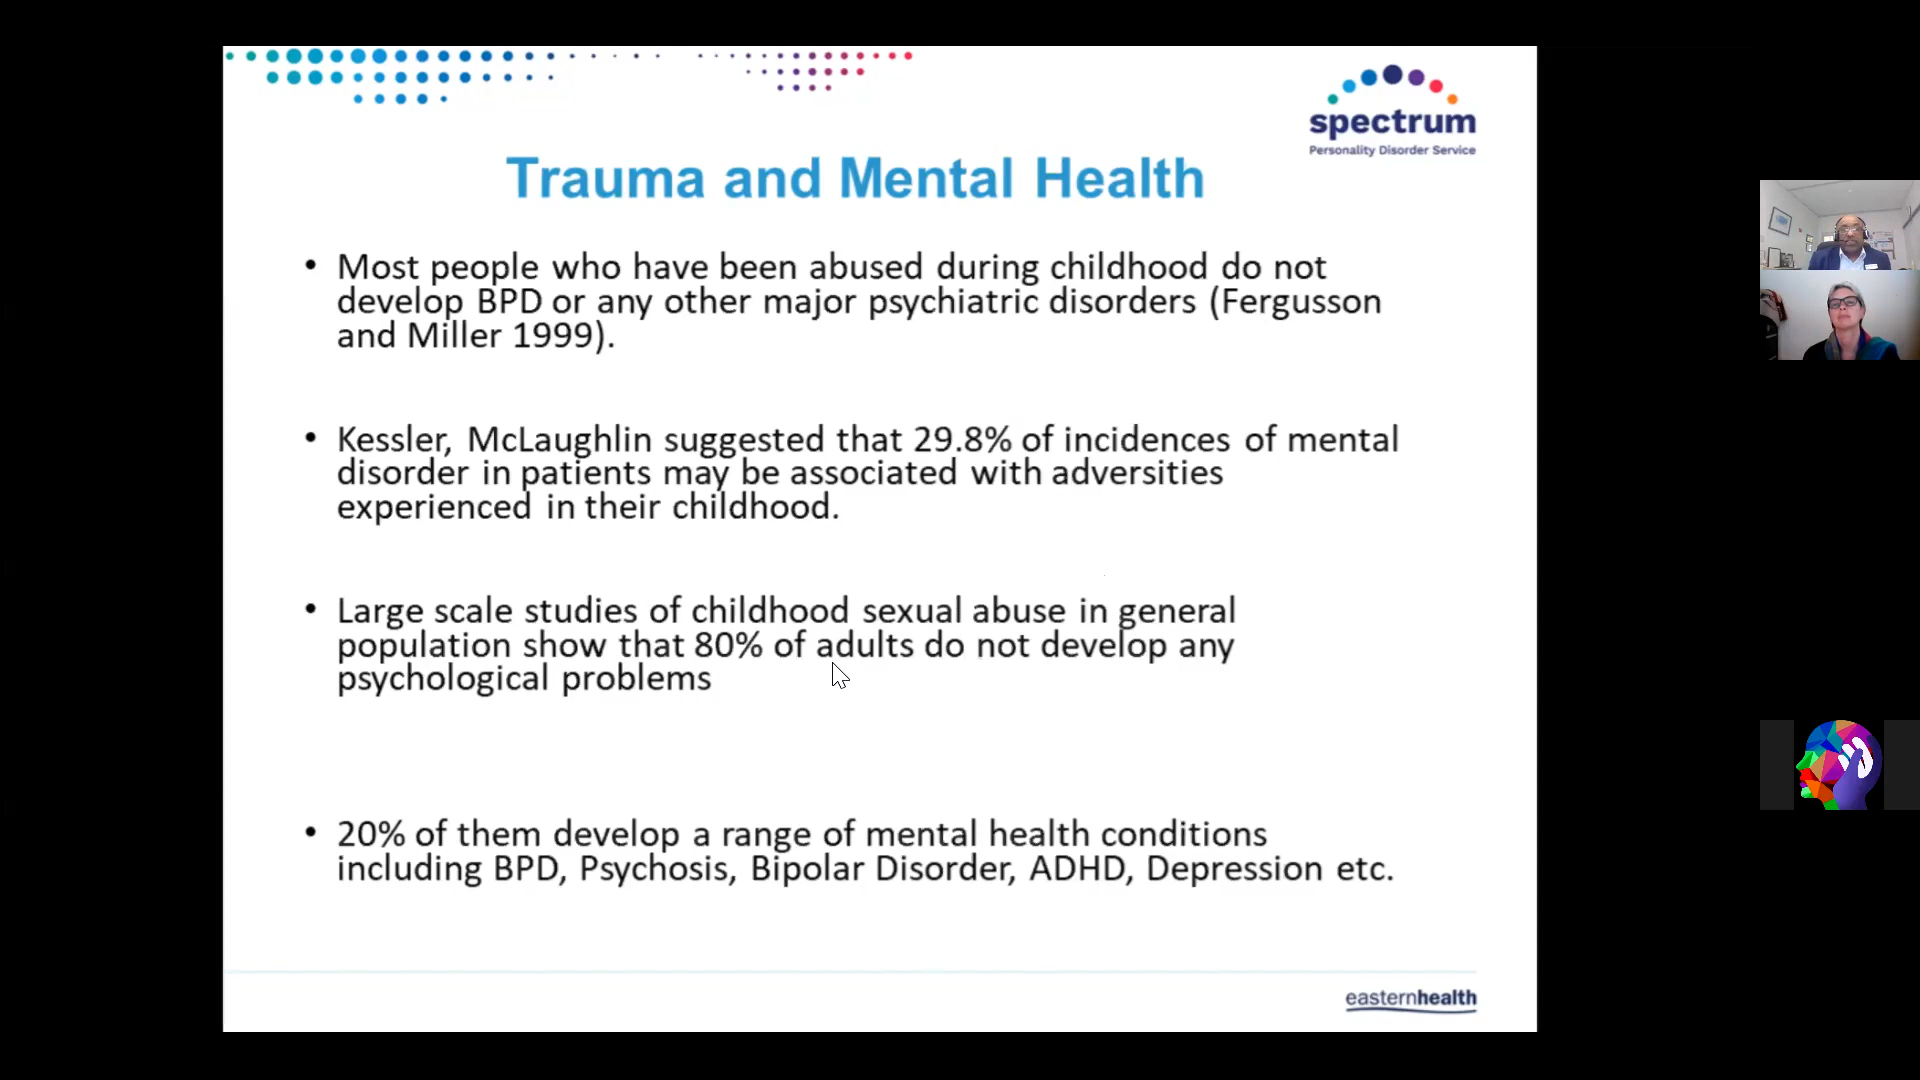 spectrum
Personality Disorder Service
Trauma and Mental Health
• Most people who have been abused during childhood do not
develop BPD or any other major psychiatric disorders (Fergusson
and Miller 1999).
• Kessler, McLaughlin suggested that 29.8% of incidences of mental
disorder in patients may be associated with adversities
experienced in their childhood.
• Large scale studies of childhood sexual abuse in general
population show that 80% of adults do not develop any
psychological problems
• 20% of them develop a range of mental health conditions
including BPD, Psychosis, Bipolar Disorder, ADHD, Depression etc.
easternhealth